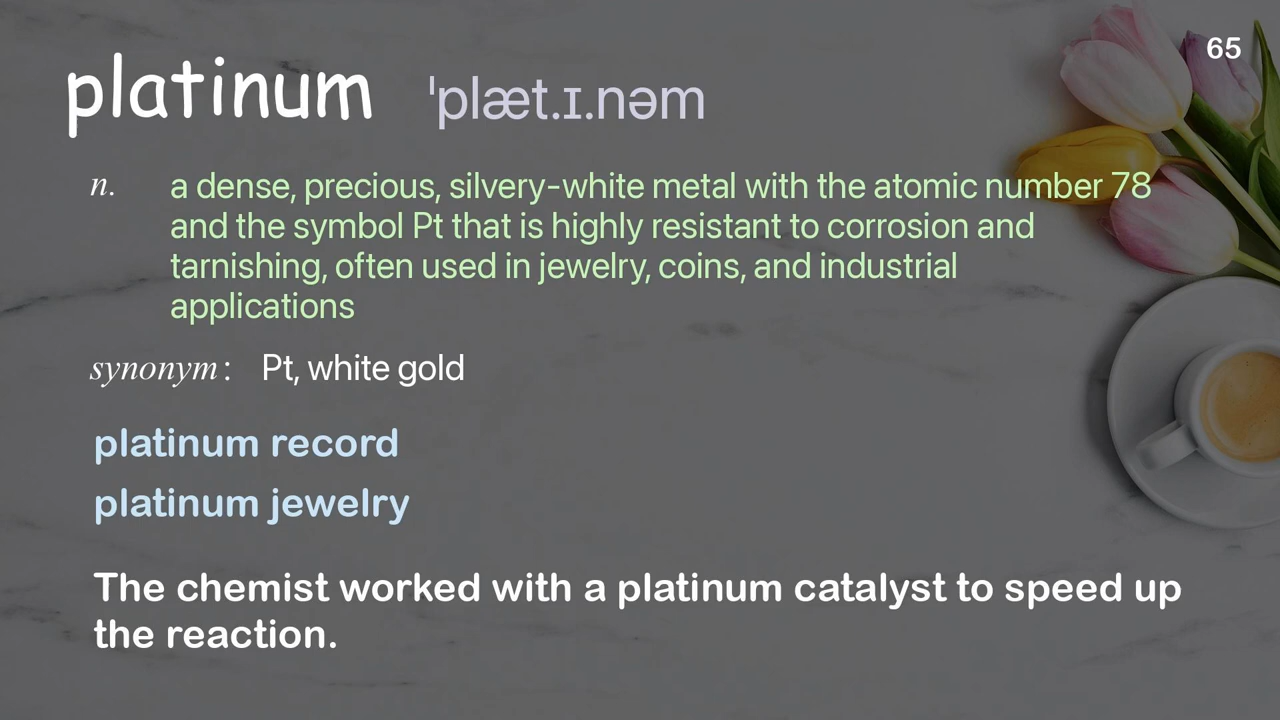 65
platinum ˈplæt.ɪ.nəm
n. a dense, precious, silvery-white metal with the atomic number 78
and the symbol Pt that is highly resistant to corrosion and
tarnishing, often used in jewelry, coins, and industrial
applications
synonym: Pt, white gold
platinum record
platinum jewelry
The chemist worked with a platinum catalyst to speed up
the reaction.